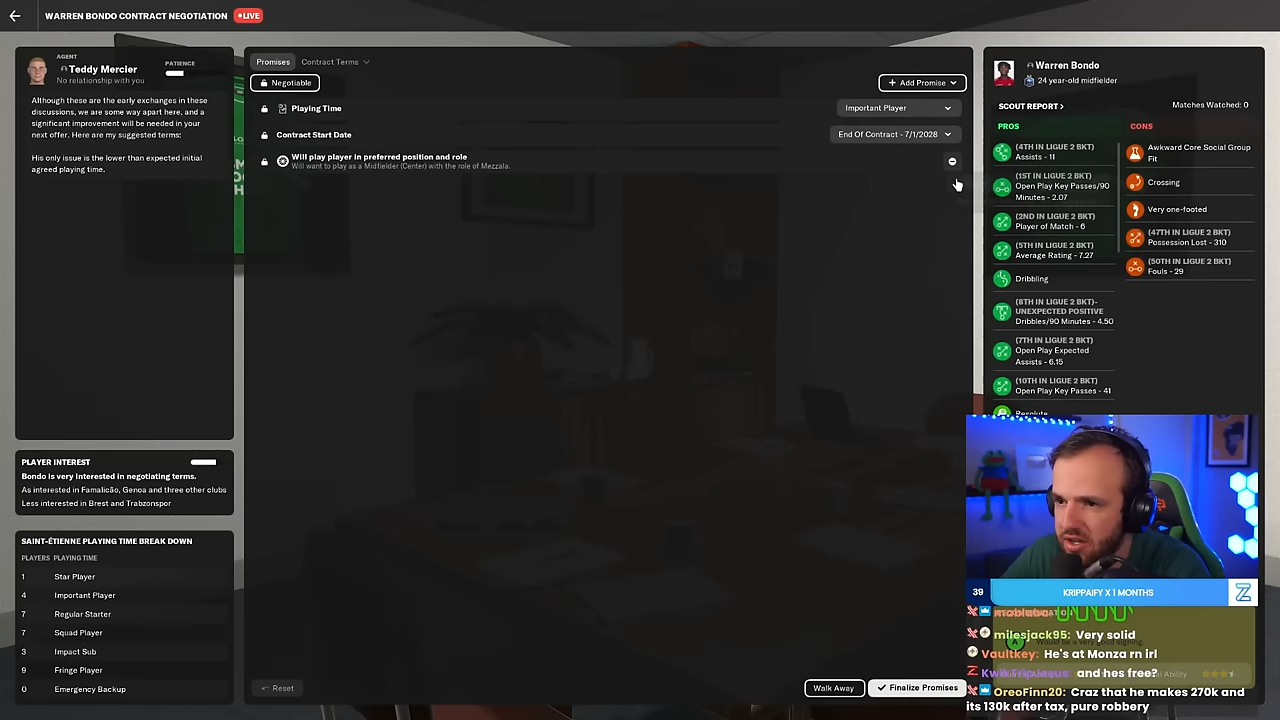 WARREN BONDO CONTRACT NEGOTIATION
LIVE
AGENT
Teddy Mercier
No relationship with you
PATIENCE
Although these are the early exchanges in these
discussions, we are some way apart here, and a
significant improvement will be needed in your
next offer. Here are my suggested terms:
His only issue is the lower than expected initial
agreed playing time.
PLAYER INTEREST
Bondo is very interested in negotiating terms.
As interested in Famalicão, Genoa and three other clubs
Less interested in Brest and Trabzonspor
SAINT-ÉTIENNE PLAYING TIME BREAK DOWN
PLAYERS PLAYING TIME
1 Star Player
4 Important Player
7 Regular Starter
7 Squad Player
3 Impact Sub
9 Fringe Player
0 Emergency Backup
Promises Contract Terms
Negotiable
Add Promise
Playing Time
Important Player
Contract Start Date
End Of Contract - 7/1/2028
Will play player in preferred position and role
Will want to play as a Midfielder (Center) with the role of Mezzala.
Reset
Walk Away
Finalize Promises
Warren Bondo
24 year-old midfielder
SCOUT REPORT >
Matches Watched: 0
PROS
(4TH IN LIGUE 2 BKT)
Assists - 11
(1ST IN LIGUE 2 BKT)
Open Play Key Passes/90
Minutes - 2.07
(2ND IN LIGUE 2 BKT)
Player of Match - 6
(5TH IN LIGUE 2 BKT)
Average Rating - 7.27
Dribbling
(8TH IN LIGUE 2 BKT)-
UNEXPECTED POSITIVE
Dribbles/90 Minutes - 4.50
(7TH IN LIGUE 2 BKT)
Open Play Expected
Assists - 6.15
(10TH IN LIGUE 2 BKT)
Open Play Key Passes - 41
Resolute
CONS
Awkward Core Social Group
Fit
Crossing
Very one-footed
(47TH IN LIGUE 2 BKT)
Possession Lost - 310
(50TH IN LIGUE 2 BKT)
Fouls - 29
39
KRIPPAIFY X 1 MONTHS
Z
milesjack95: Very solid
Vaultkey: He's at Monza rn irl
and hes free?
Ability
OreoFinn20: Craz that he makes 270k and
its 130k after tax, pure robbery